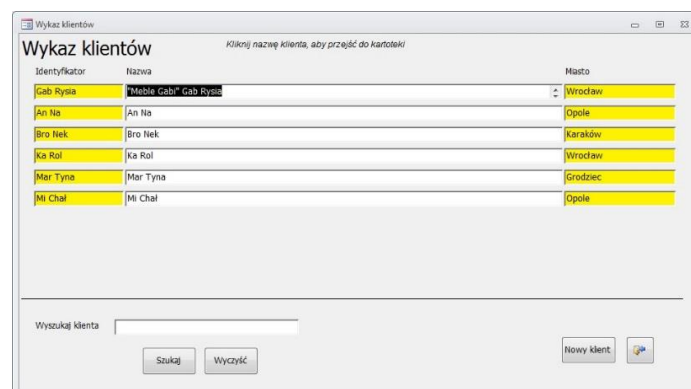 Wykaz klientów
Wykaz klientów
Kliknij nazwę klienta, aby przejść do kartoteki
Identyfikator Nazwa Miasto
Gab Rysia "Meble Gabi" Gab Rysia Wrocław
An Na An Na Opole
Bro Nek Bro Nek Karaków
Ka Rol Ka Rol Wrocław
Mar Tyna Mar Tyna Grodziec
Mi Chał Mi Chał Opole
Wyszukaj klienta
Szukaj Wyczyść Nowy klient